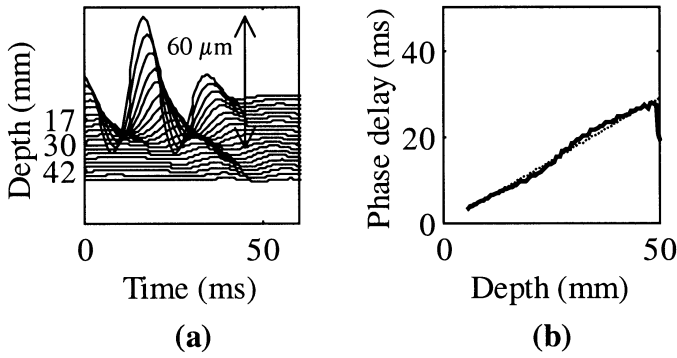 60 μm
Depth (mm)
17
30
42
0
50
Time (ms)
(a)
Phase delay (ms)
40
20
0
0
50
Depth (mm)
(b)